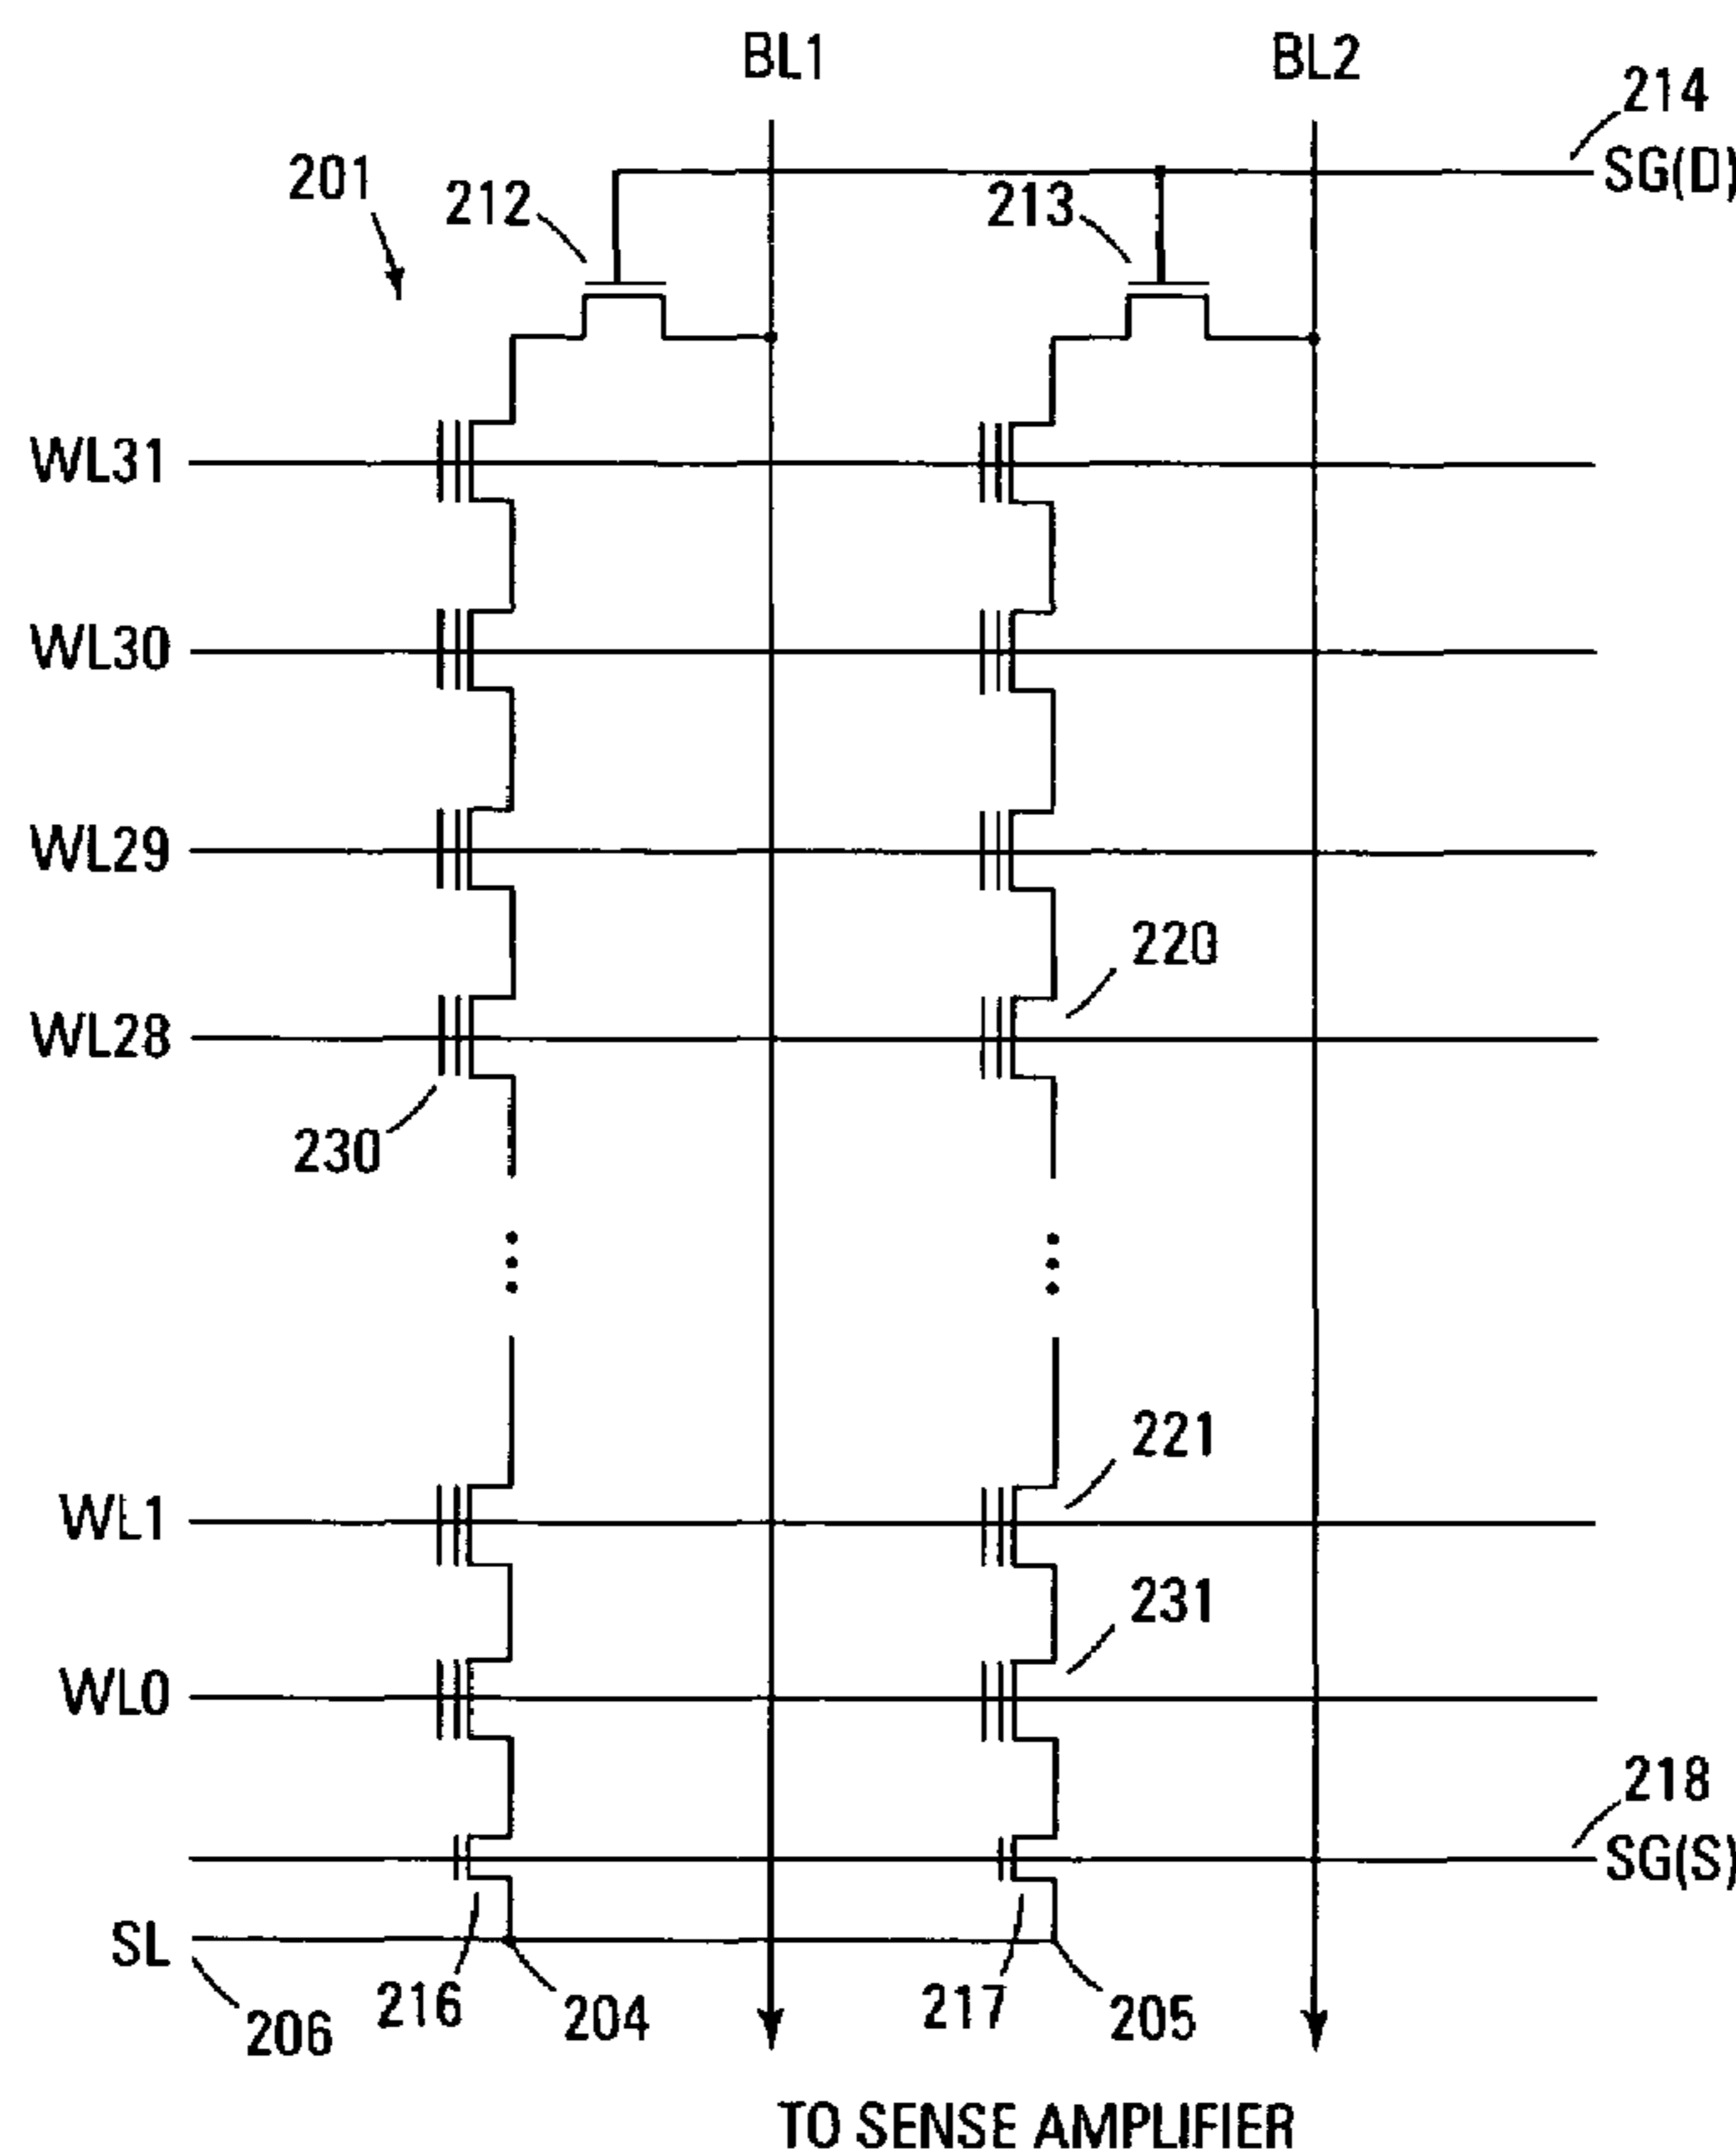 BL1
BL2
214
SG(D)
201
212
213
WL31
WL30
WL29
220
WL28
230
221
WL1
231
WL0
218
SG(S)
SL
216
204
217
205
206
TO SENSE AMPLIFIER